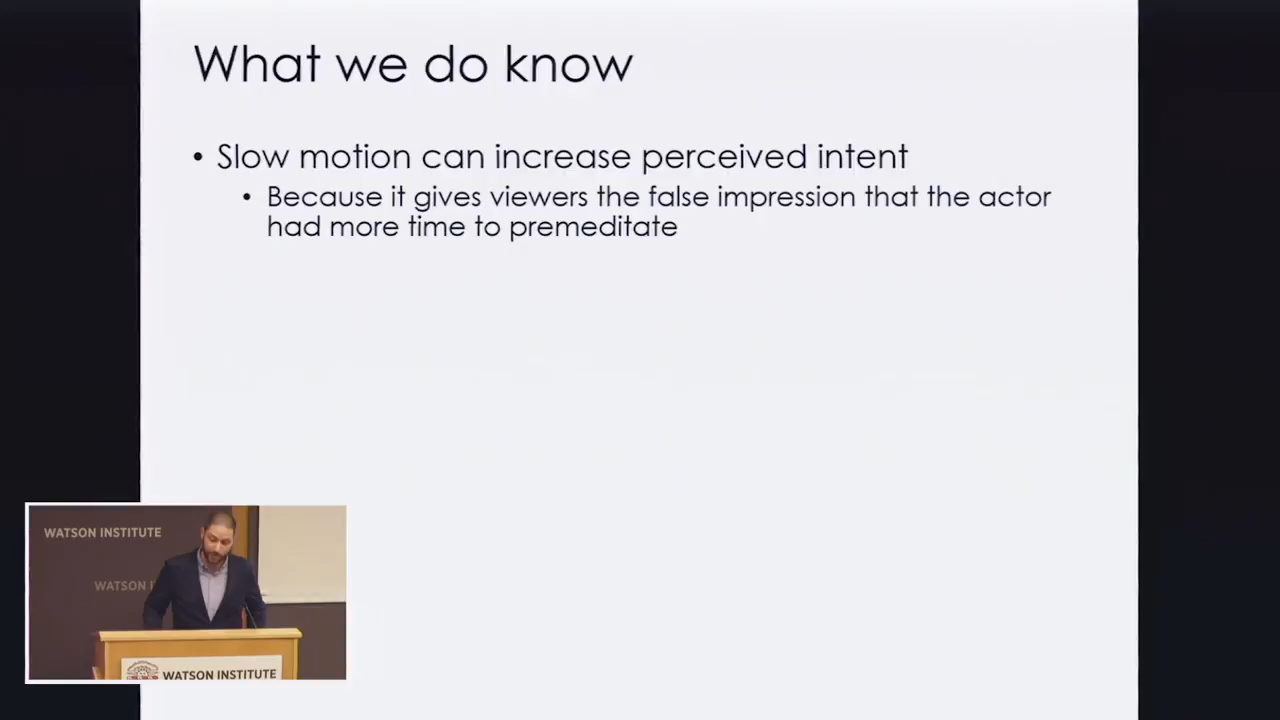 What we do know
• Slow motion can increase perceived intent
• Because it gives viewers the false impression that the actor
had more time to premeditate
WATSON INSTITUTE
WATSON I
WATSON INSTITUTE